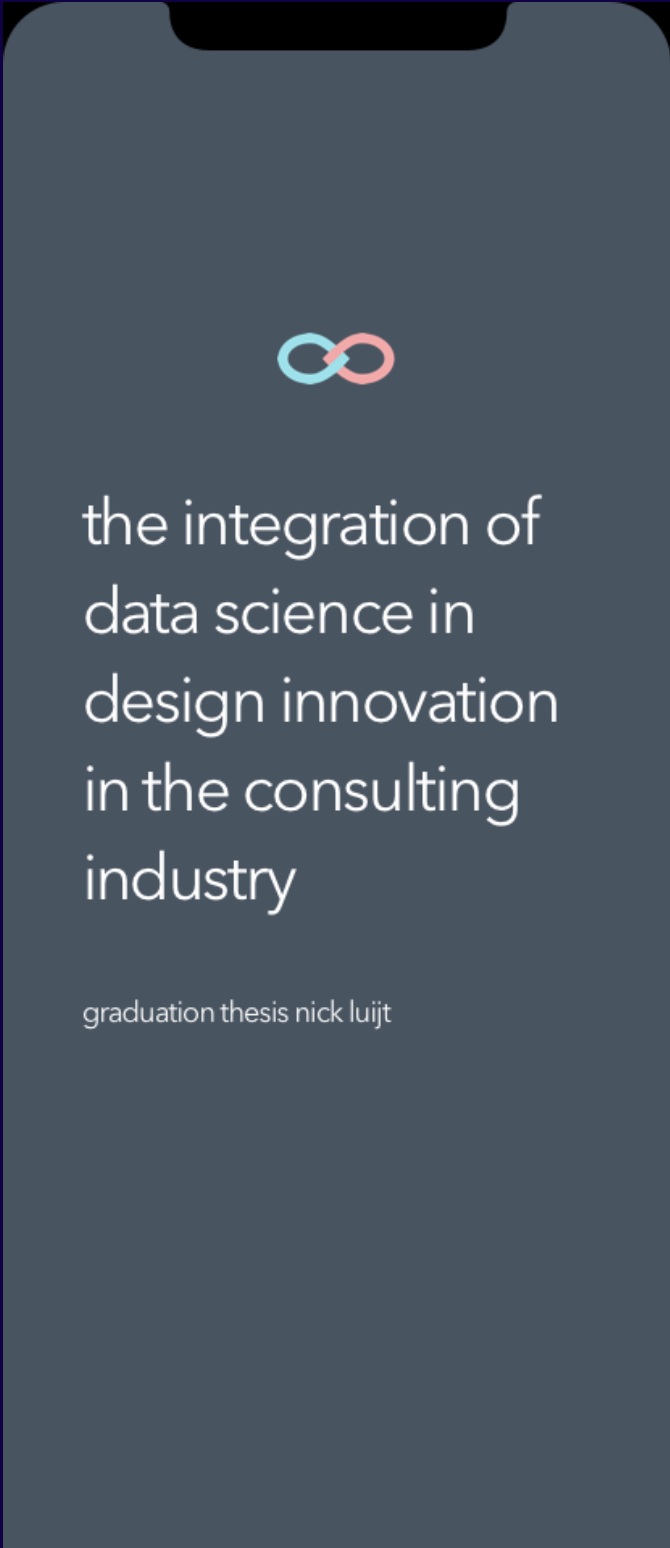 the integration of
data science in
design innovation
in the consulting
industry
graduation thesis nick luijt